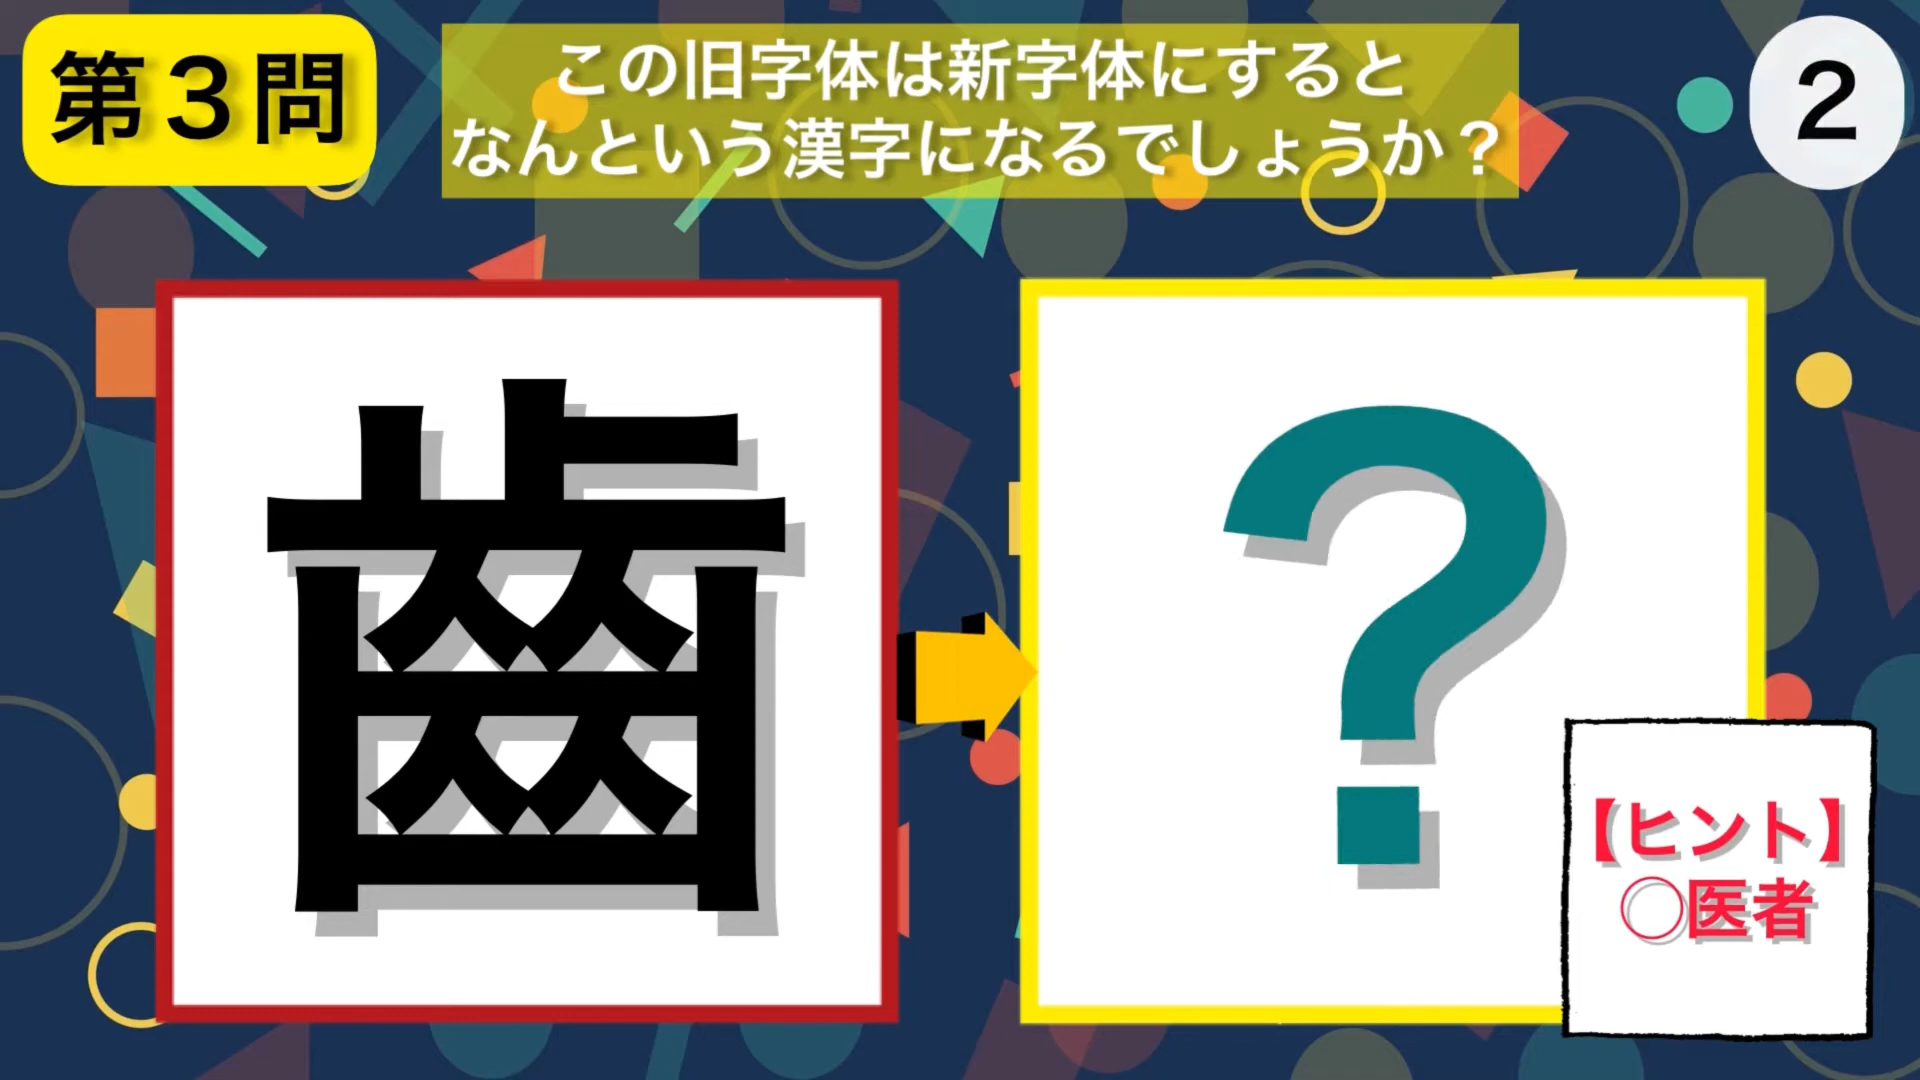 第3問
この旧字体は新字体にすると
なんという漢字になるでしょうか？
2
齒
？
【ヒント】
○医者